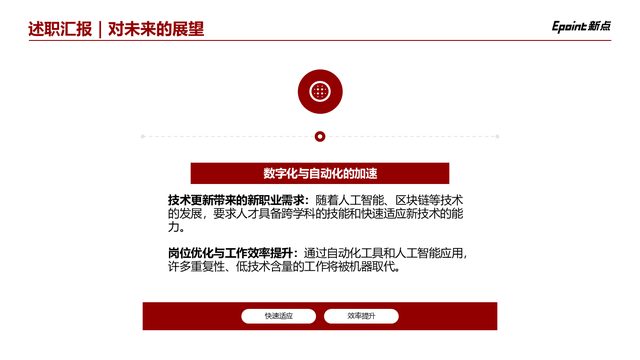 述职汇报｜对未来的展望
Epoint新点
数字化与自动化的加速
技术更新带来的新职业需求：随着人工智能、区块链等技术
的发展，要求人才具备跨学科的技能和快速适应新技术的能
力。
岗位优化与工作效率提升：通过自动化工具和人工智能应用，
许多重复性、低技术含量的工作将被机器取代。
快速适应
效率提升